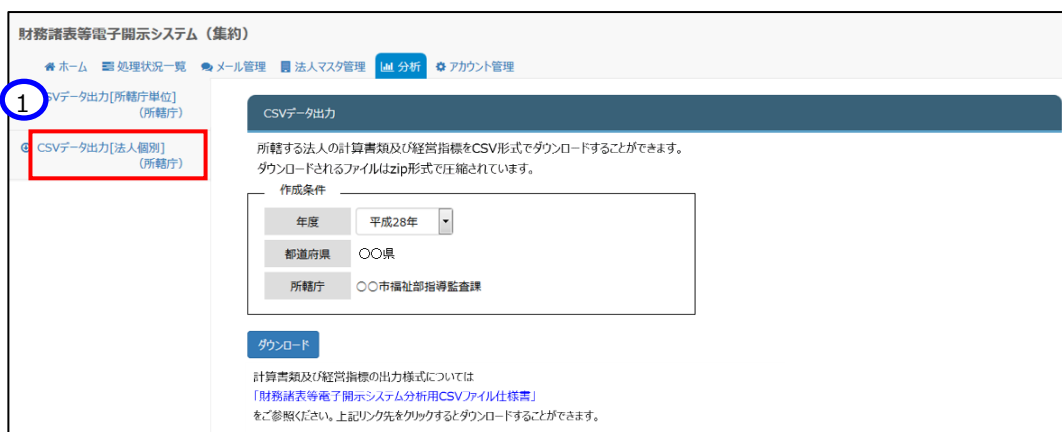 財務諸表等電子開示システム（集約）
ホーム 処理状況一覧 メール管理 法人マスタ管理 分析 アカウント管理
1
SVデータ出力[所轄庁単位]
(所轄庁)
CSVデータ出力[法人個別]
(所轄庁)
CSVデータ出力
所轄する法人の計算書類及び経営指標をCSV形式でダウンロードすることができます。
ダウンロードされるファイルはzip形式で圧縮されています。
作成条件
年度 平成28年
都道府県 〇〇県
所轄庁 〇〇市福祉部指導監査課
ダウンロード
計算書類及び経営指標の出力様式については
「財務諸表等電子開示システム分析用CSVファイル仕様書」
をご参照ください。上記リンク先をクリックするとダウンロードすることができます。